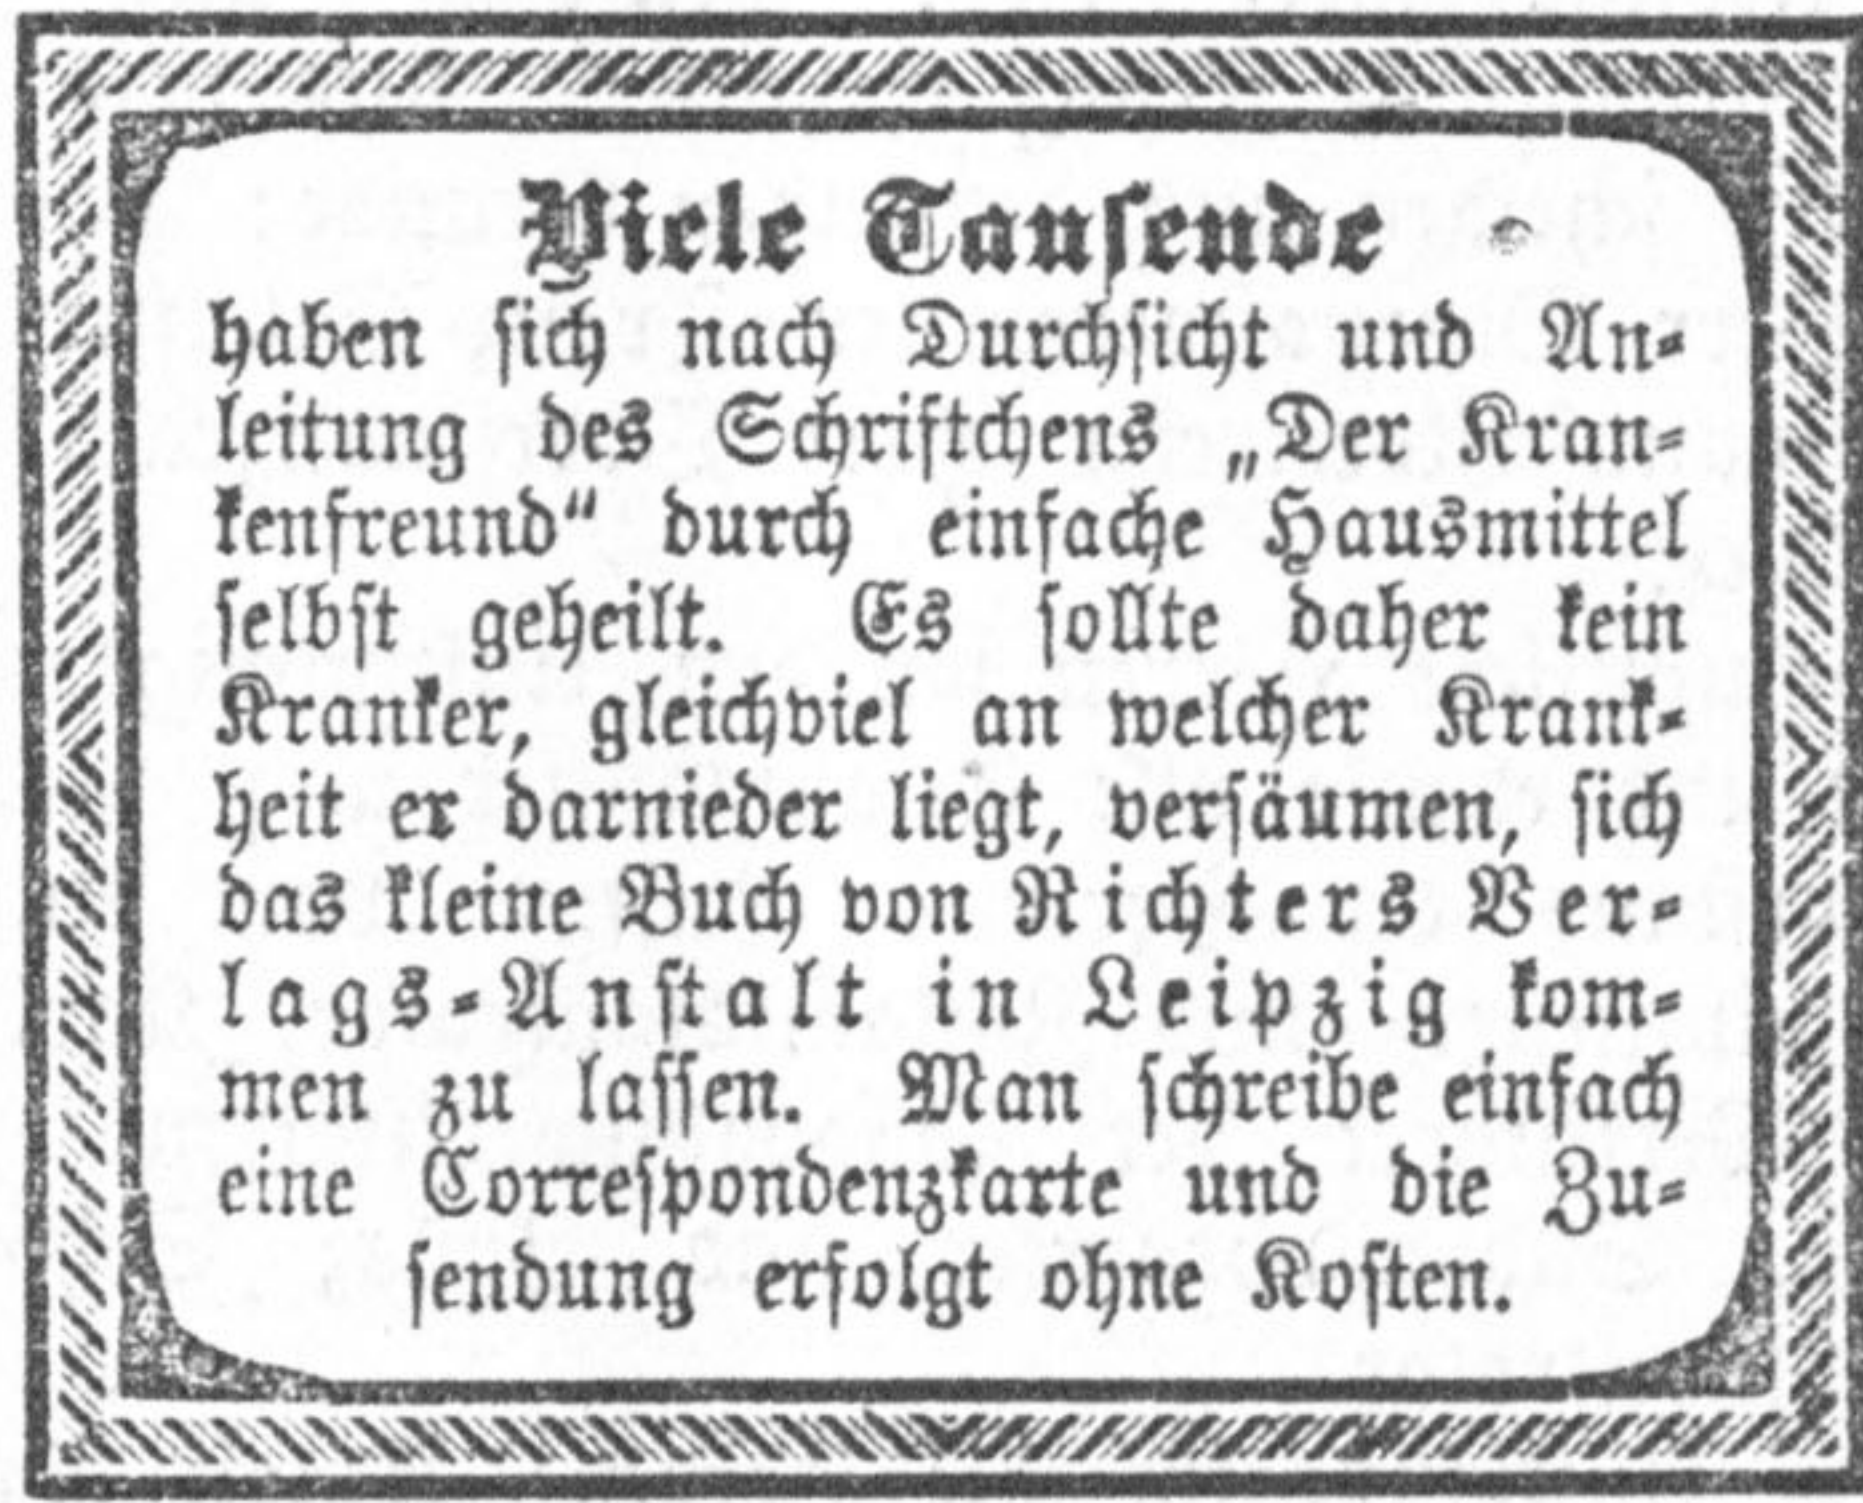 Viele Tausende
haben sich nach Durchsicht und An-
leitung des Schriftchens „Der Kran-
kenfreund“ durch einfache Hausmittel
selbst geheilt. Es sollte daher kein
Kranker, gleichviel an welcher Krank-
heit er darnieder liegt, versäumen, sich
das kleine Buch von Richters Ver-
lags-Anstalt in Leipzig kom-
men zu lassen. Man schreibe einfach
eine Correspondenzkarte und die Zu-
sendung erfolgt ohne Kosten.